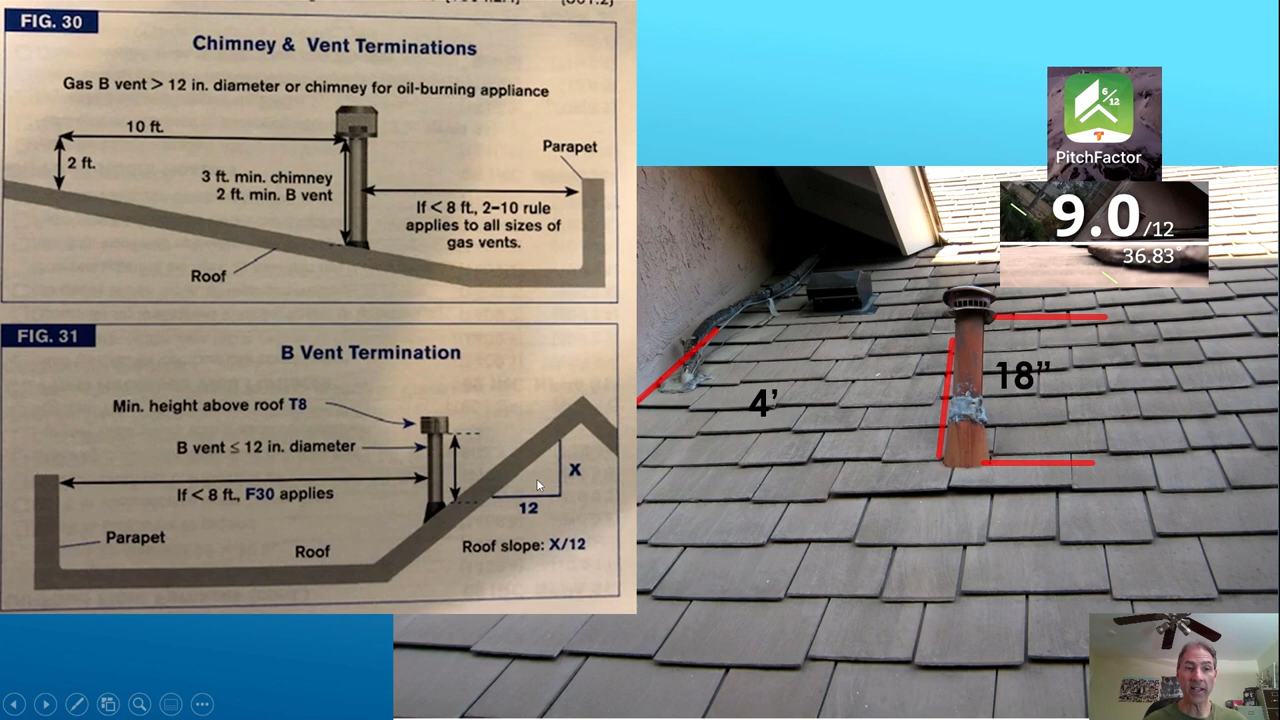 FIG. 30
Chimney & Vent Terminations
Gas B vent > 12 in. diameter or chimney for oil-burning appliance
10 ft.
2 ft.
3 ft. min. chimney
2 ft. min. B vent
Parapet
If < 8 ft., 2–10 rule
applies to all sizes of
gas vents.
Roof
FIG. 31
B Vent Termination
Min. height above roof T8
B vent ≤ 12 in. diameter
If < 8 ft., F30 applies
X
12
Parapet
Roof
Roof slope: X/12
6/12
PitchFactor
9.0/12
36.83°
4'
18”